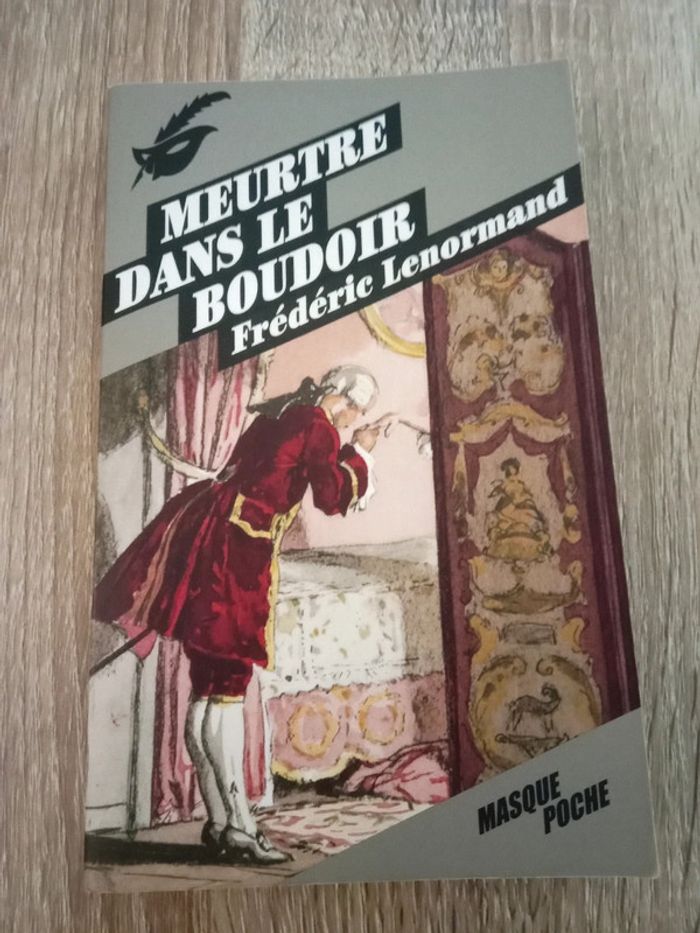 MEURTRE
DANS LE
BOUDOIR
Frédéric Lenormand
MASQUE
POCHE